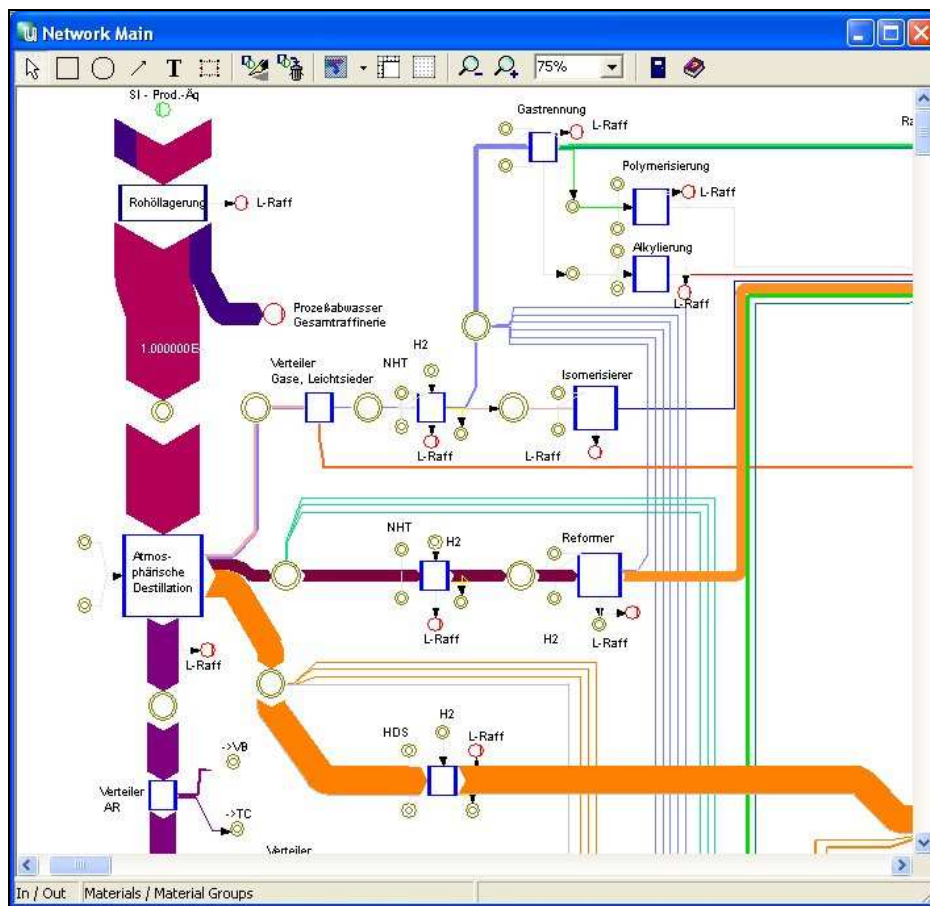 Network Main
T
75%
SI - Prod.-Äq
Gastrennung
L-Raff
Polymerisierung
L-Raff
Rohöllagerung
L-Raff
Alkylierung
L-Raff
Prozeßabwasser
Gesamtraffinerie
1.000000E
H2
Verteiler
Gase, Leichtsieder
NHT
Isomerisierer
L-Raff
L-Raff
NHT
H2
Reformer
Atmos-
phärische
Destillation
L-Raff
H2
L-Raff
L-Raff
H2
HDS
L-Raff
->VB
Verteiler
AR
->TC
Verteiler
In / Out
Materials / Material Groups